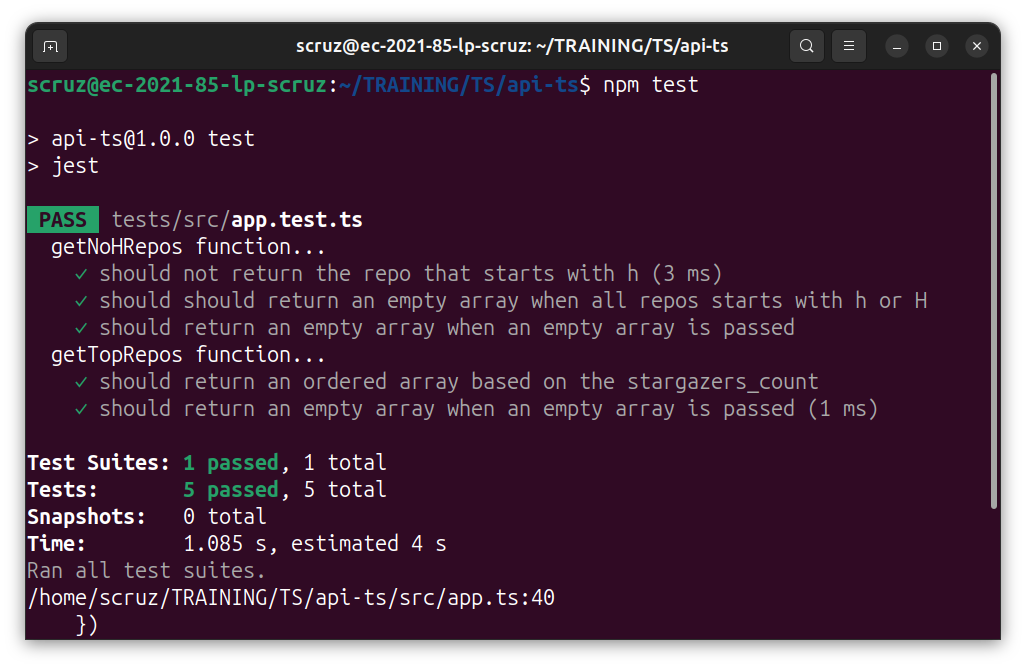 scruz@ec-2021-85-lp-scruz: ~/TRAINING/TS/api-ts
scruz@ec-2021-85-lp-scruz:~/TRAINING/TS/api-ts$ npm test
> api-ts@1.0.0 test
> jest
PASS tests/src/app.test.ts
getNoHRepos function...
✓ should not return the repo that starts with h (3 ms)
✓ should should return an empty array when all repos starts with h or H
✓ should return an empty array when an empty array is passed
getTopRepos function...
✓ should return an ordered array based on the stargazers_count
✓ should return an empty array when an empty array is passed (1 ms)
Test Suites: 1 passed, 1 total
Tests: 5 passed, 5 total
Snapshots: 0 total
Time: 1.085 s, estimated 4 s
Ran all test suites.
/home/scruz/TRAINING/TS/api-ts/src/app.ts:40
})